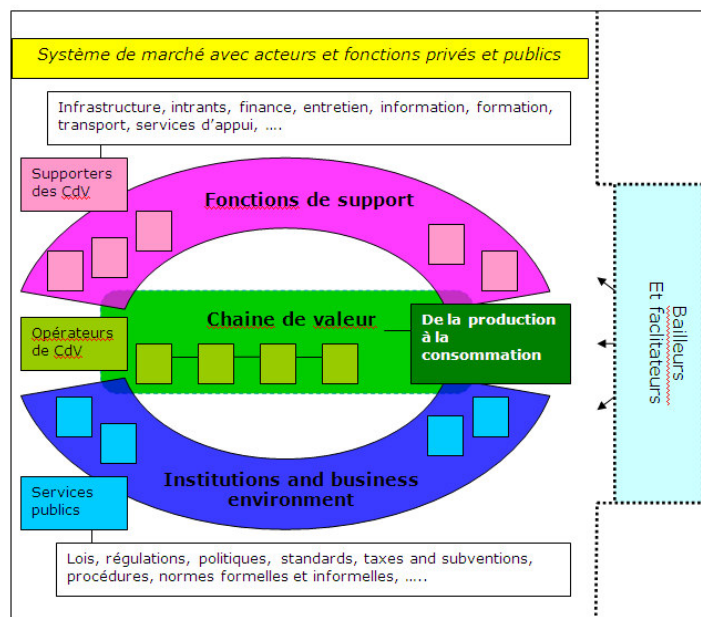 Système de marché avec acteurs et fonctions privés et publics
Infrastructure, intrants, finance, entretien, information, formation,
transport, services d'appui, ....
Supporters
des CdV
Fonctions de support
Chaine de valeur
De la production
à la
consommation
Opérateurs
de CdV
Bailleurs
Et faclitateurs
Institutions and business
environment
Services
publics
Lois, régulations, politiques, standards, taxes and subventions,
procédures, normes formelles et informelles, .....